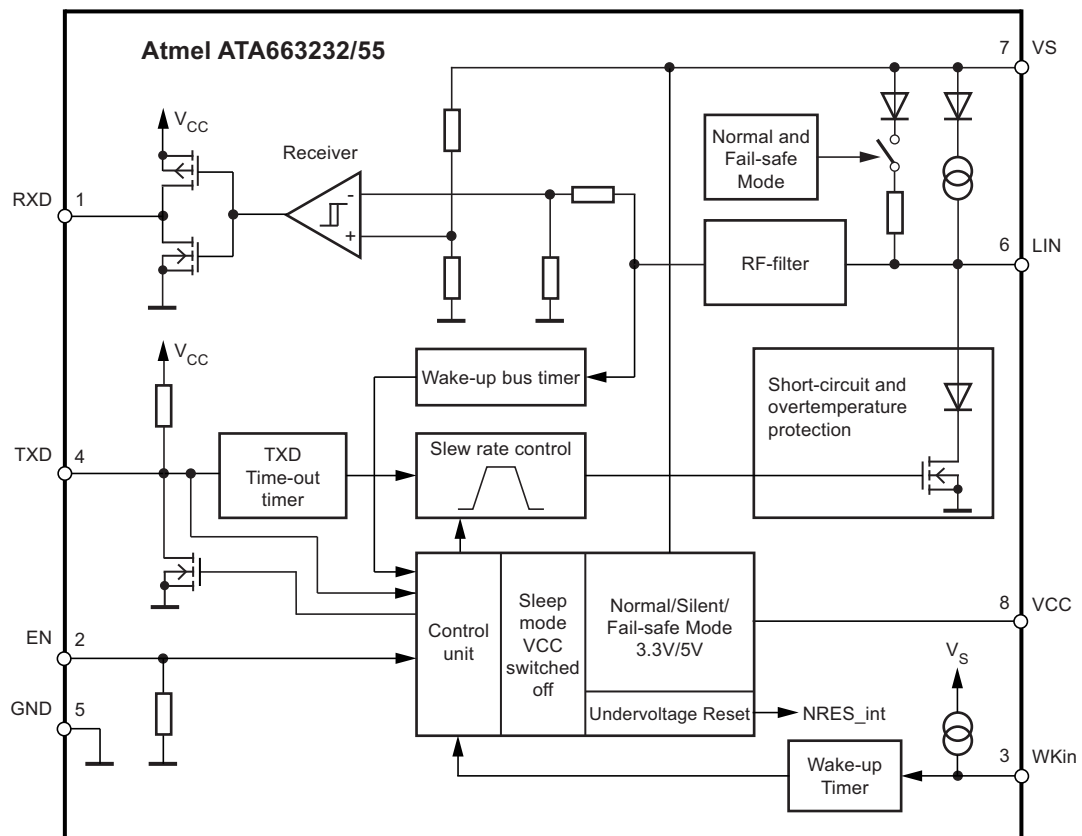 Atmel ATA663232/55
7
VS
VCC
Receiver
Normal and
Fail-safe
Mode
RXD
1
-
+
6
LIN
RF-filter
VCC
Wake-up bus timer
Short-circuit and
overtemperature
protection
TXD
4
TXD
Time-out
timer
Slew rate control
Control
unit
Sleep
mode
VCC
switched
off
Normal/Silent/
Fail-safe Mode
3.3V/5V
8
VCC
EN
2
VS
GND
5
Undervoltage Reset
NRES_int
Wake-up
Timer
3
WKin